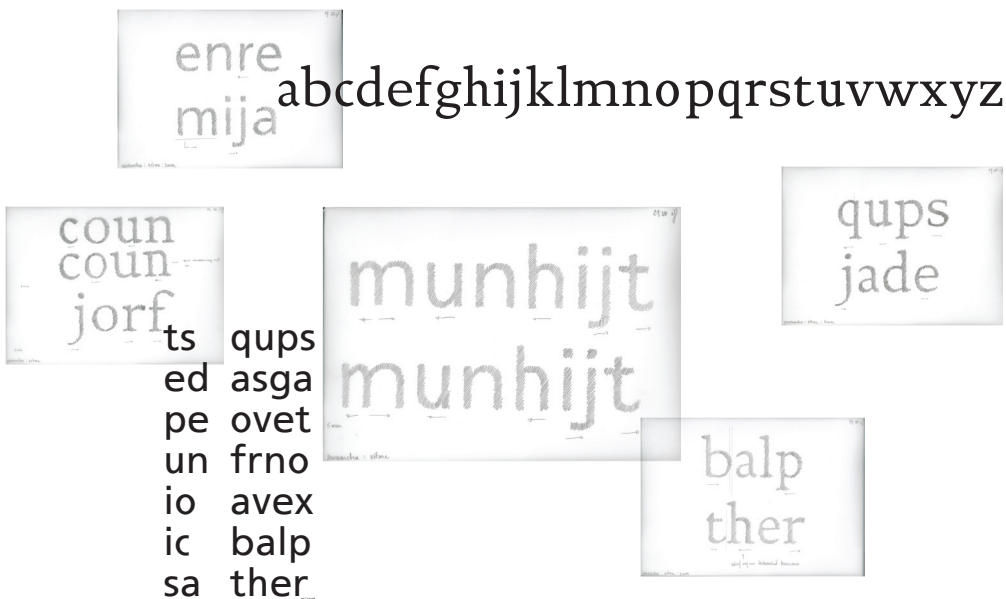 enre
mija
abcdefghijklmnopqrstuvwxyz
coun
coun
jorf
munhijt
munhijt
qups
jade
balp
ther
ts qups
ed asga
pe ovet
un frno
io avex
ic balp
sa ther